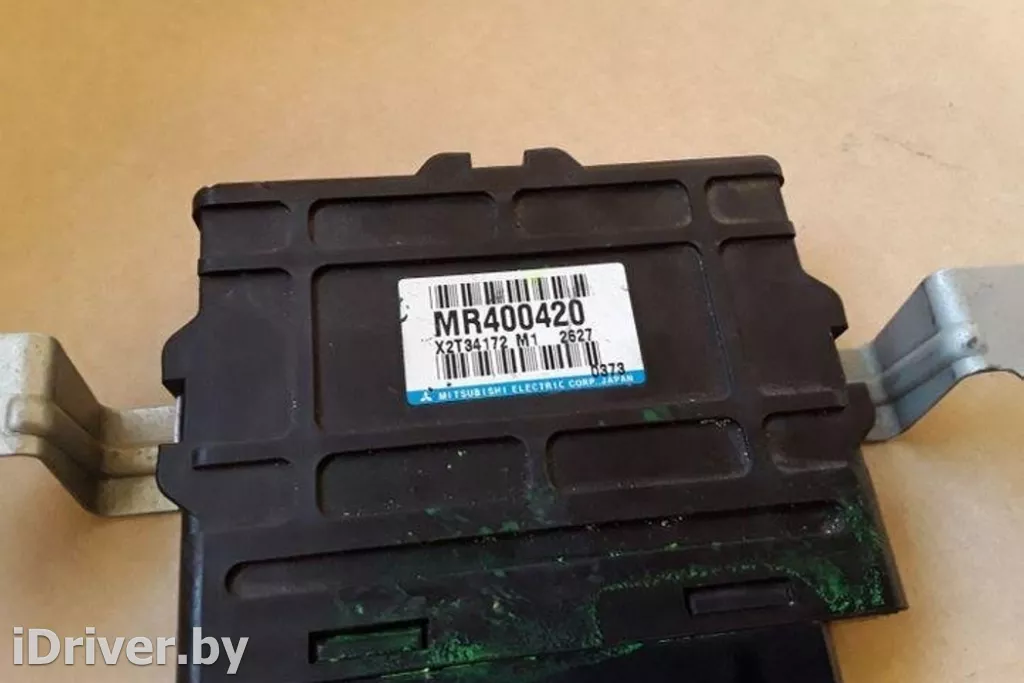 MR400420
X2T34172 M1 2627
0373
MITSUBISHI ELECTRIC CORP. JAPAN
iDriver.by